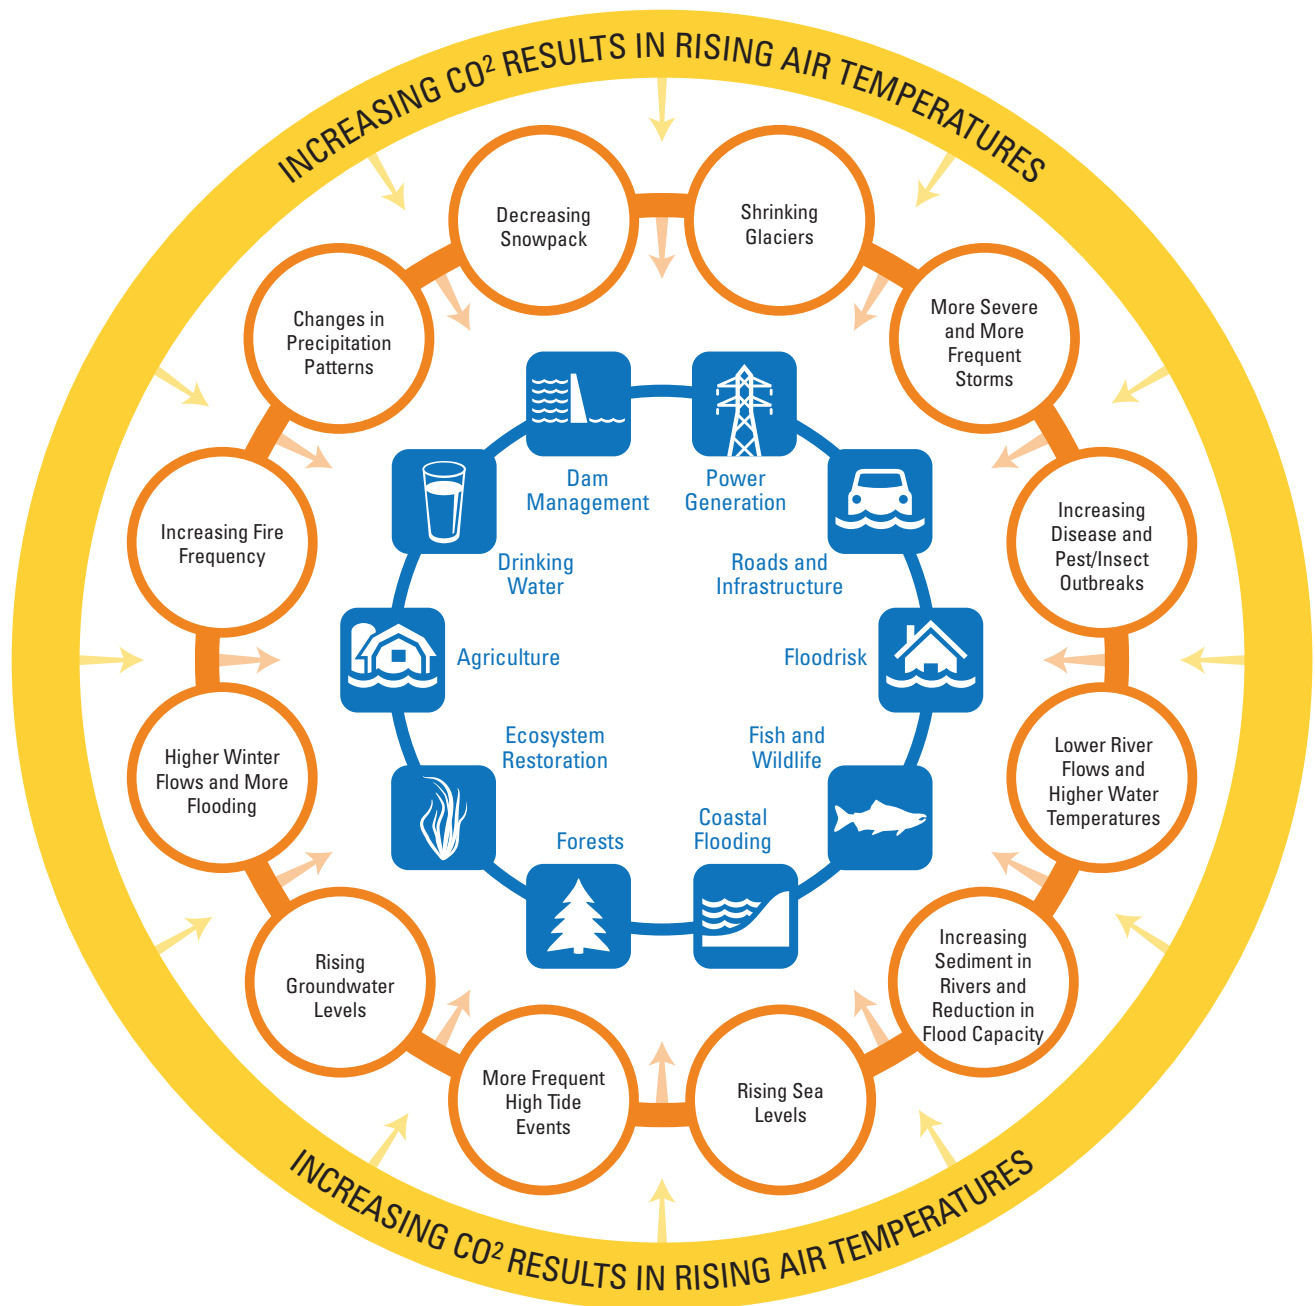 INCREASING CO² RESULTS IN RISING AIR TEMPERATURES
Decreasing
Snowpack
Shrinking
Glaciers
More Severe
and More
Frequent
Storms
Increasing
Disease and
Pest/Insect
Outbreaks
Lower River
Flows and
Higher Water
Temperatures
Increasing
Sediment in
Rivers and
Reduction in
Flood Capacity
Rising Sea
Levels
More Frequent
High Tide
Events
Rising
Groundwater
Levels
Higher Winter
Flows and More
Flooding
Increasing Fire
Frequency
Changes in
Precipitation
Patterns
Dam
Management
Power
Generation
Roads and
Infrastructure
Floodrisk
Fish and
Wildlife
Coastal
Flooding
Forests
Ecosystem
Restoration
Agriculture
Drinking
Water
INCREASING CO² RESULTS IN RISING AIR TEMPERATURES